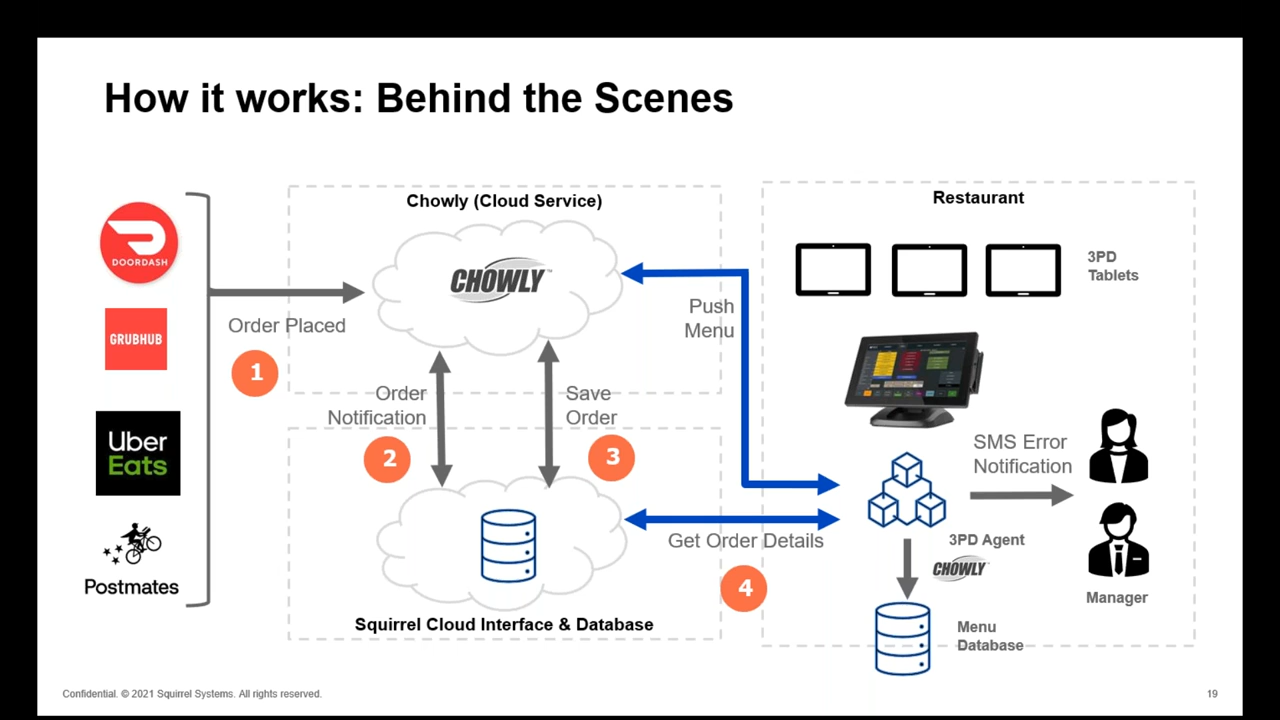 How it works: Behind the Scenes
DOORDASH
GRUBHUB
Uber
Eats
Postmates
Order Placed
1
Chowly (Cloud Service)
CHOWLY™
Order
Notification
2
Save
Order
3
Squirrel Cloud Interface & Database
Push
Menu
Get Order Details
4
Restaurant
3PD
Tablets
SMS Error
Notification
3PD Agent
CHOWLY
Manager
Menu
Database
Confidential. © 2021 Squirrel Systems. All rights reserved.
19